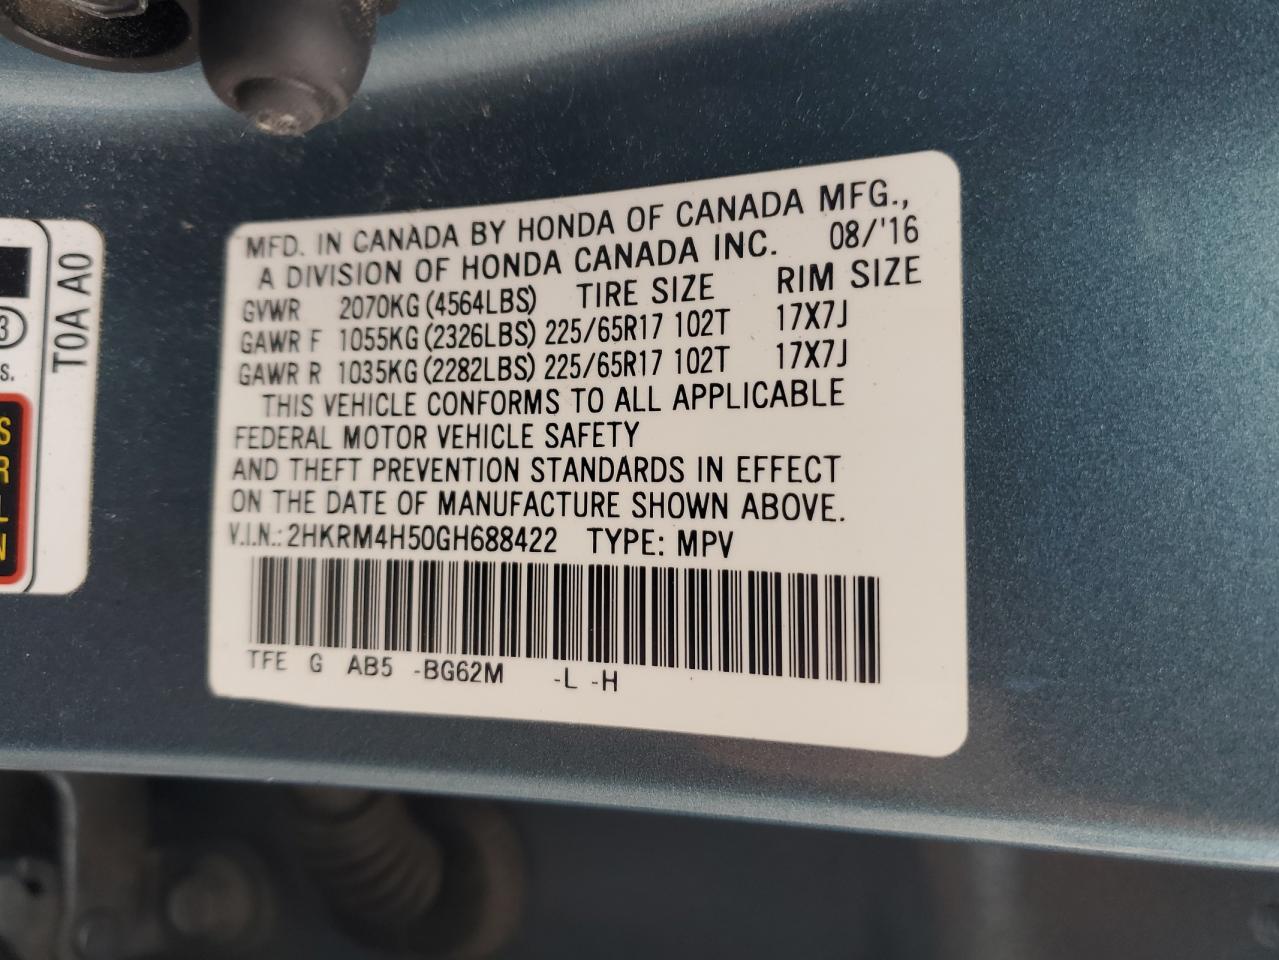 MFD. IN CANADA BY HONDA OF CANADA MFG.,
A DIVISION OF HONDA CANADA INC. 08/'16
GVWR 2070KG (4564LBS) TIRE SIZE RIM SIZE
GAWR F 1055KG (2326LBS) 225/65R17 102T 17X7J
GAWR R 1035KG (2282LBS) 225/65R17 102T 17X7J
THIS VEHICLE CONFORMS TO ALL APPLICABLE
FEDERAL MOTOR VEHICLE SAFETY
AND THEFT PREVENTION STANDARDS IN EFFECT
ON THE DATE OF MANUFACTURE SHOWN ABOVE.
V.I.N.: 2HKRM4H50GH688422 TYPE: MPV
TFE G AB5 -BG62M -L -H
T0A A0
3
S.
S
R
L
N